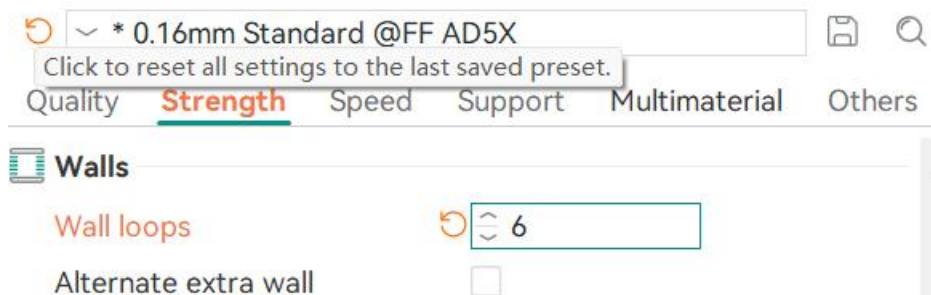 * 0.16mm Standard @FF AD5X
Click to reset all settings to the last saved preset.
Quality Strength Speed Support Multimaterial Others
Walls
Wall loops 6
Alternate extra wall